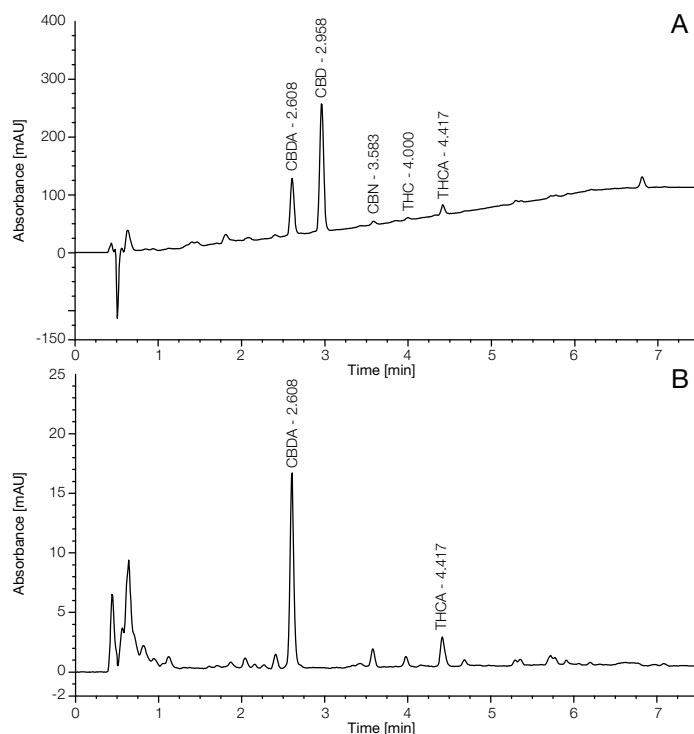 A
400
300
200
100
0
-150
Absorbance [mAU]
CBDA - 2.608
CBD - 2.958
CBN - 3.583
THC - 4.000
THCA - 4.417
0 1 2 3 4 5 6 7
Time [min]
B
25
20
15
10
5
0
-2
Absorbance [mAU]
CBDA - 2.608
THCA - 4.417
0 1 2 3 4 5 6 7
Time [min]